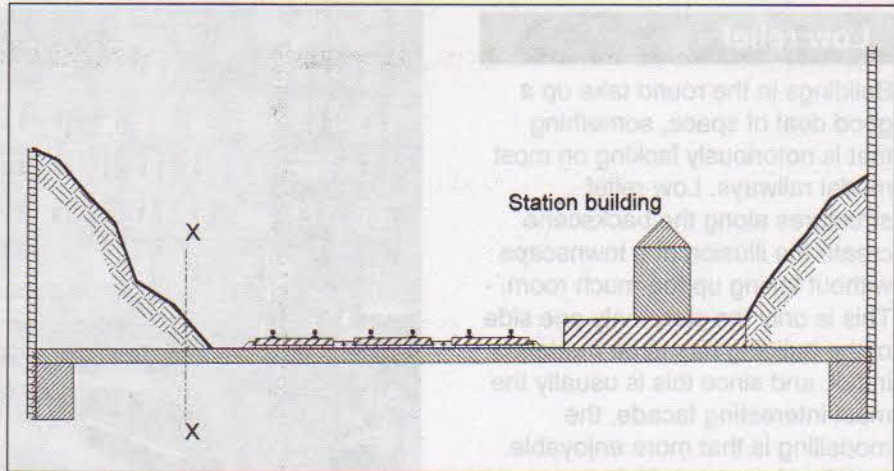 Low relief
Buildings in the round take up a
good deal of space, something
that is notoriously lacking on most
model railways. Low-relief
structures along the backscene
create the illusion of a townscape
without taking up too much room.
This is only one side
and since this is usually the
most interesting facade, the
modelling is that more enjoyable.
Station building
X
X